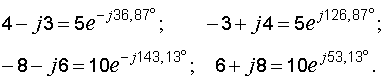 4 − j3 = 5e^{−j36,87°}; −3 + j4 = 5e^{j126,87°};
−8 − j6 = 10e^{−j143,13°}; 6 + j8 = 10e^{j53,13°}.